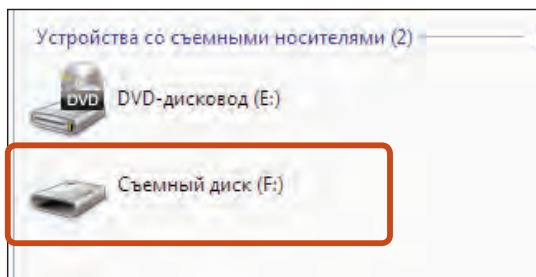 Устройства со съемными носителями (2)
DVD
DVD-дисковод (E:)
Съемный диск (F:)